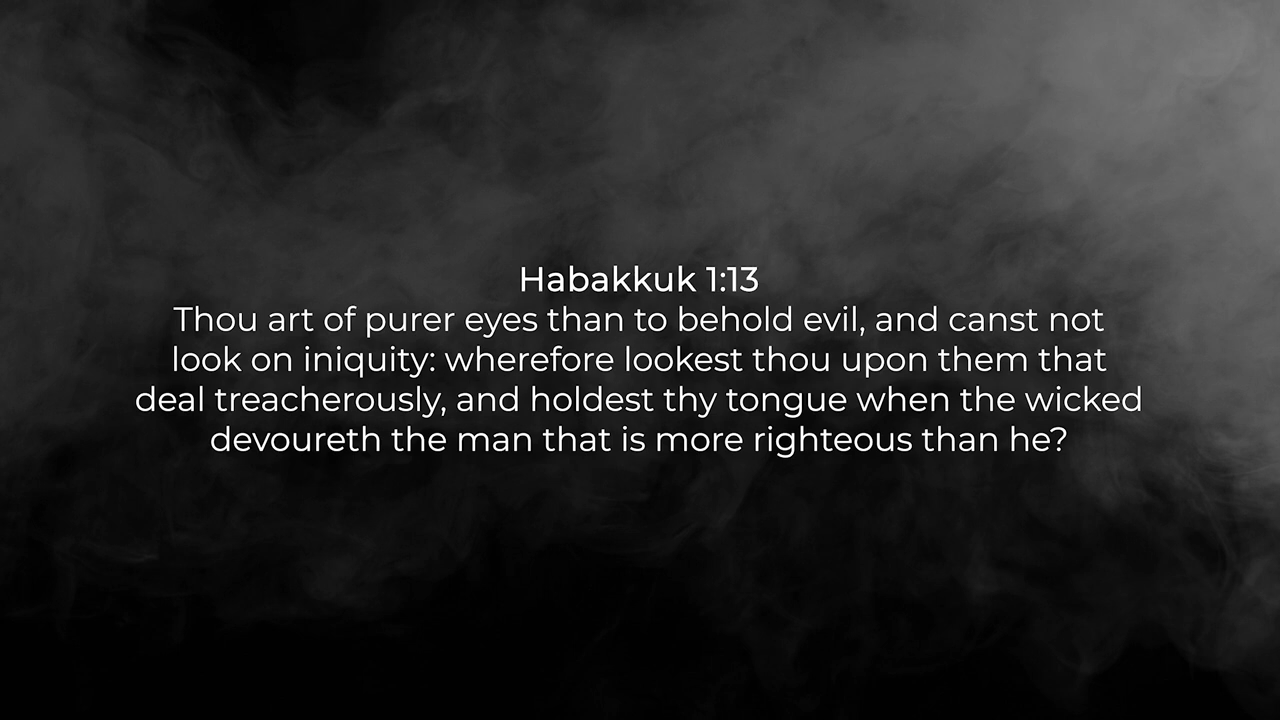 Habakkuk 1:13
Thou art of purer eyes than to behold evil, and canst not
look on iniquity: wherefore lookest thou upon them that
deal treacherously, and holdest thy tongue when the wicked
devoureth the man that is more righteous than he?